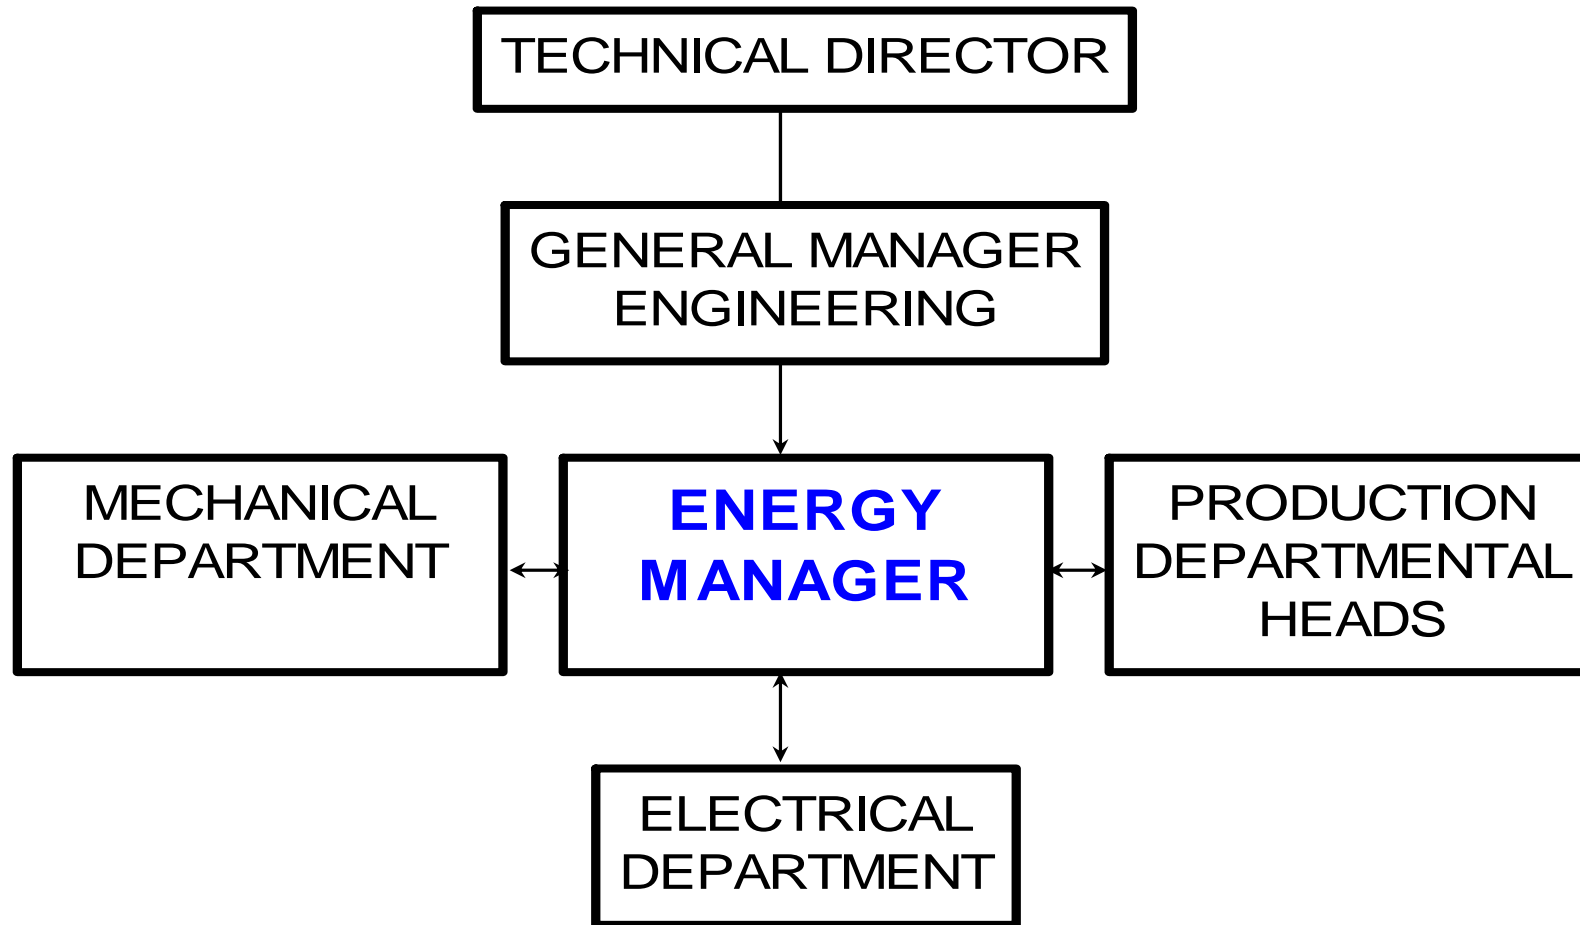 TECHNICAL DIRECTOR
GENERAL MANAGER
ENGINEERING
MECHANICAL
DEPARTMENT
ENERGY
MANAGER
PRODUCTION
DEPARTMENTAL
HEADS
ELECTRICAL
DEPARTMENT